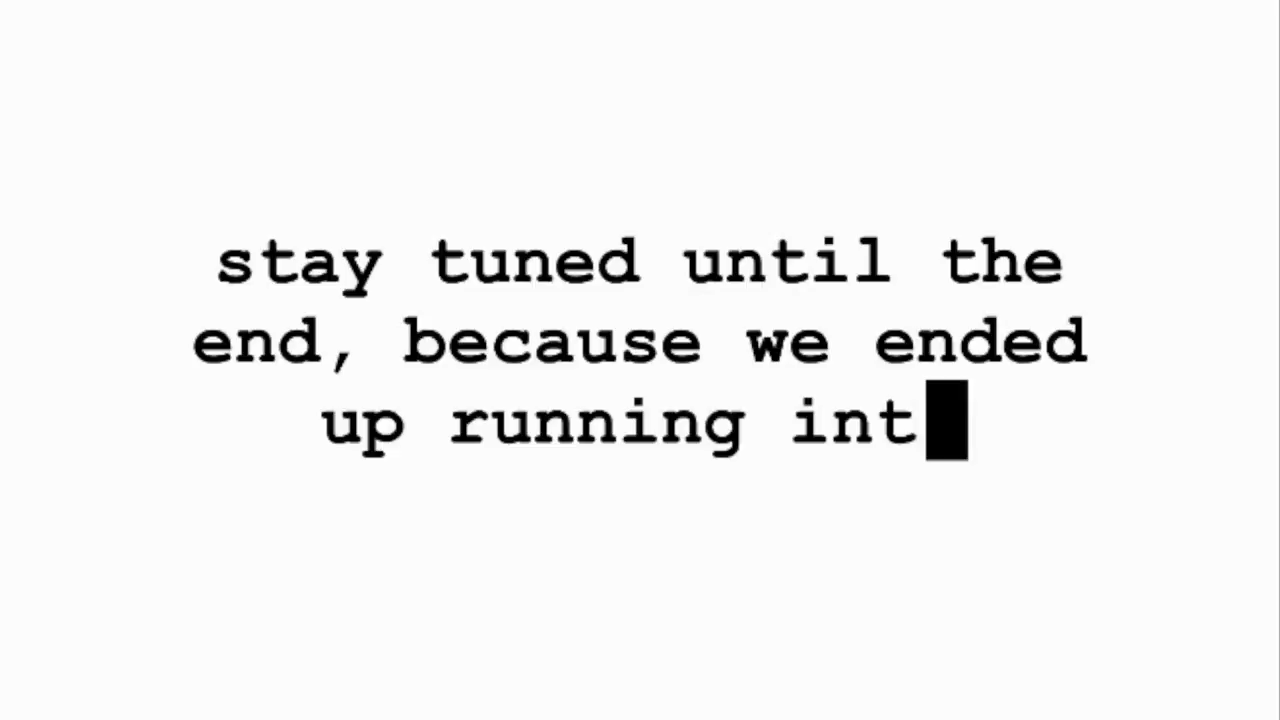 stay tuned until the
end, because we ended
up running int